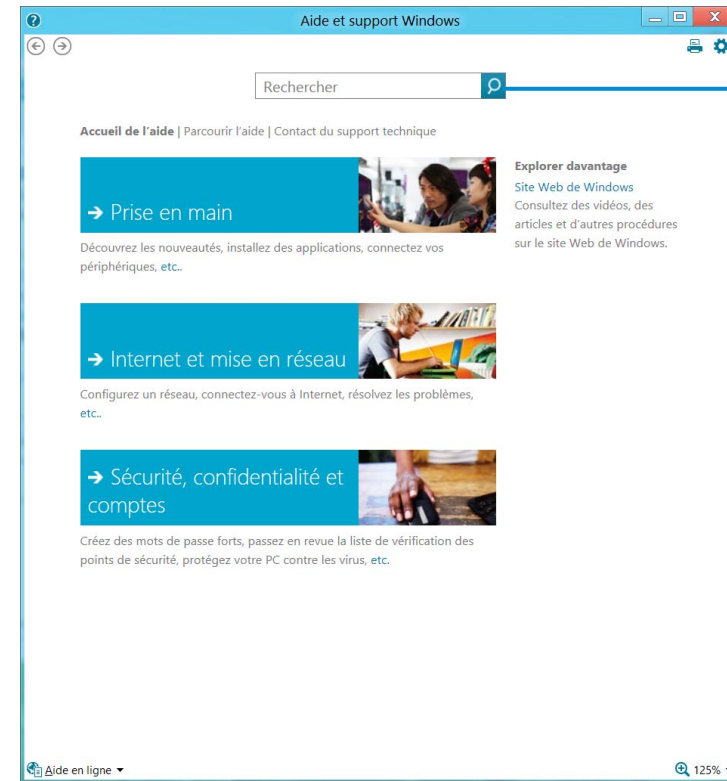 Aide et support Windows
Rechercher
Accueil de l'aide | Parcourir l'aide | Contact du support technique
→ Prise en main
Découvrez les nouveautés, installez des applications, connectez vos
périphériques, etc..
Explorer davantage
Site Web de Windows
Consultez des vidéos, des
articles et d'autres procédures
sur le site Web de Windows.
→ Internet et mise en réseau
Configurez un réseau, connectez-vous à Internet, résolvez les problèmes,
etc..
→ Sécurité, confidentialité et
comptes
Créez des mots de passe forts, passez en revue la liste de vérification des
points de sécurité, protégez votre PC contre les virus, etc.
Aide en ligne
125%